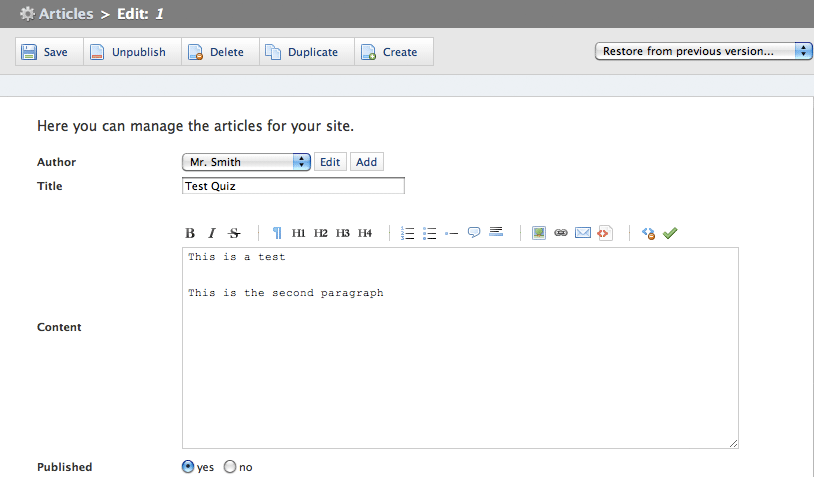 Articles > Edit: 1
Save Unpublish Delete Duplicate Create Restore from previous version...
Here you can manage the articles for your site.
Author Mr. Smith Edit Add
Title Test Quiz
B I S ¶ H1 H2 H3 H4
This is a test
This is the second paragraph
Content
Published yes no